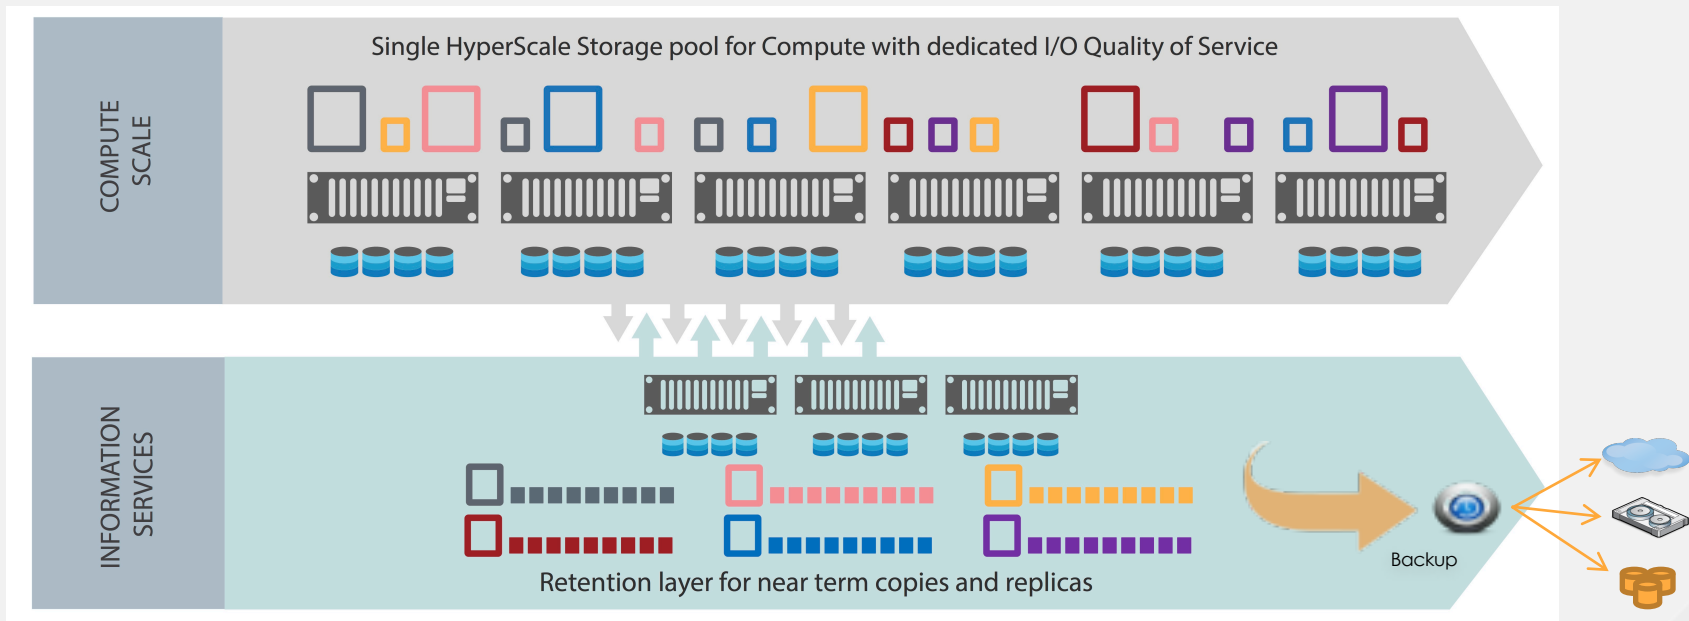 Single HyperScale Storage pool for Compute with dedicated I/O Quality of Service
COMPUTE
SCALE
INFORMATION
SERVICES
Backup
Retention layer for near term copies and replicas